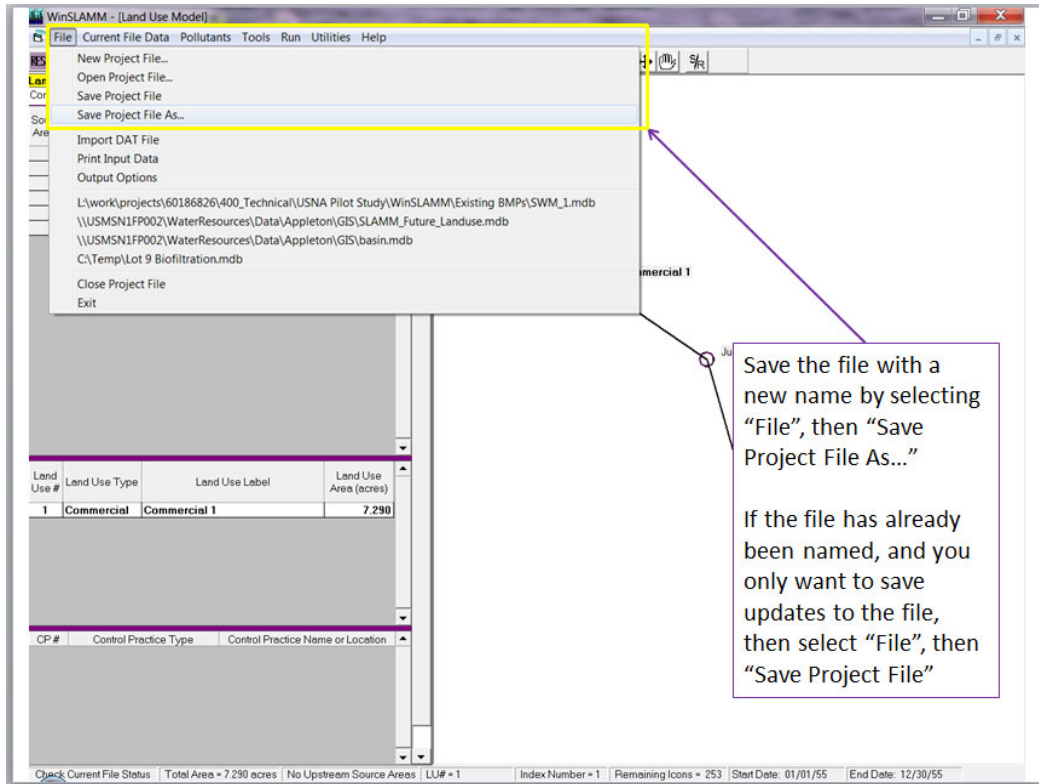 WinSLAMM - [Land Use Model]
File Current File Data Pollutants Tools Run Utilities Help
New Project File...
Open Project File...
Save Project File
Save Project File As...
Import DAT File
Print Input Data
Output Options
L:\work\projects\60186826\400_Technical\USNA Pilot Study\WinSLAMM\Existing BMPs\SWM_1.mdb
\\USMSN1FP002\WaterResources\Data\Appleton\GIS\SLAMM_Future_Landuse.mdb
\\USMSN1FP002\WaterResources\Data\Appleton\GIS\basin.mdb
C:\Temp\Lot 9 Biofiltration.mdb
Close Project File
Exit
S/R
mercial 1
Ju
Save the file with a
new name by selecting
“File”, then “Save
Project File As…”
If the file has already
been named, and you
only want to save
updates to the file,
then select “File”, then
“Save Project File”
Land Use # Land Use Type Land Use Label Land Use Area (acres)
1 Commercial Commercial 1 7.290
CP # Control Practice Type Control Practice Name or Location
Check Current File Status Total Area = 7.290 acres No Upstream Source Areas LU# = 1 Index Number = 1 Remaining Icons = 253 Start Date: 01/01/55 End Date: 12/30/55